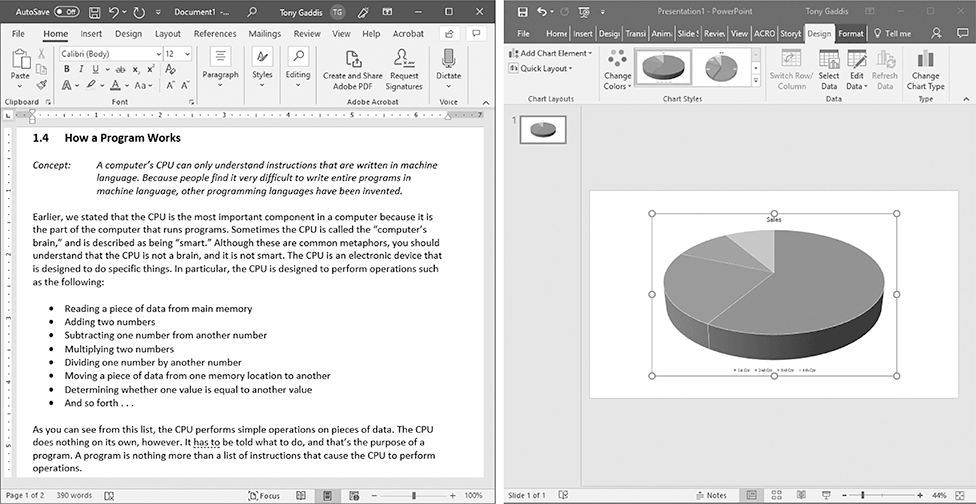 AutoSave Off Document1 - ... Tony Gaddis TG
File Home Insert Design Layout References Mailings Review View Help Acrobat
Paste
Calibri (Body) 12
B I U ab x₂ x²
A A Aa A A
Paragraph
Styles
Editing
Create and Share
Adobe PDF
Request
Signatures
Dictate
Clipboard Font Adobe Acrobat Voice
1 2 3 4 5 6 7
1.4 How a Program Works
Concept: A computer's CPU can only understand instructions that are written in machine
language. Because people find it very difficult to write entire programs in
machine language, other programming languages have been invented.
Earlier, we stated that the CPU is the most important component in a computer because it is
the part of the computer that runs programs. Sometimes the CPU is called the “computer's
brain,” and is described as being “smart.” Although these are common metaphors, you should
understand that the CPU is not a brain, and it is not smart. The CPU is an electronic device that
is designed to do specific things. In particular, the CPU is designed to perform operations such
as the following:
• Reading a piece of data from main memory
• Adding two numbers
• Subtracting one number from another number
• Multiplying two numbers
• Dividing one number by another number
• Moving a piece of data from one memory location to another
• Determining whether one value is equal to another value
• And so forth . . .
As you can see from this list, the CPU performs simple operations on pieces of data. The CPU
does nothing on its own, however. It has to be told what to do, and that's the purpose of a
program. A program is nothing more than a list of instructions that cause the CPU to perform
operations.
Page 1 of 2 390 words Focus 100%
Presentation1 - PowerPoint Tony Gaddis
File Home Insert Desig Transi Anim Slide S Revie View ACRO Storyt Design Format Tell me
Add Chart Element
Quick Layout
Change
Colors
Switch Row/
Column
Select
Data
Edit
Data
Refresh
Data
Change
Chart Type
Chart Layouts Chart Styles Data Type
1
Sales
1st Qtr 2nd Qtr 3rd Qtr 4th Qtr
Slide 1 of 1 Notes 44%